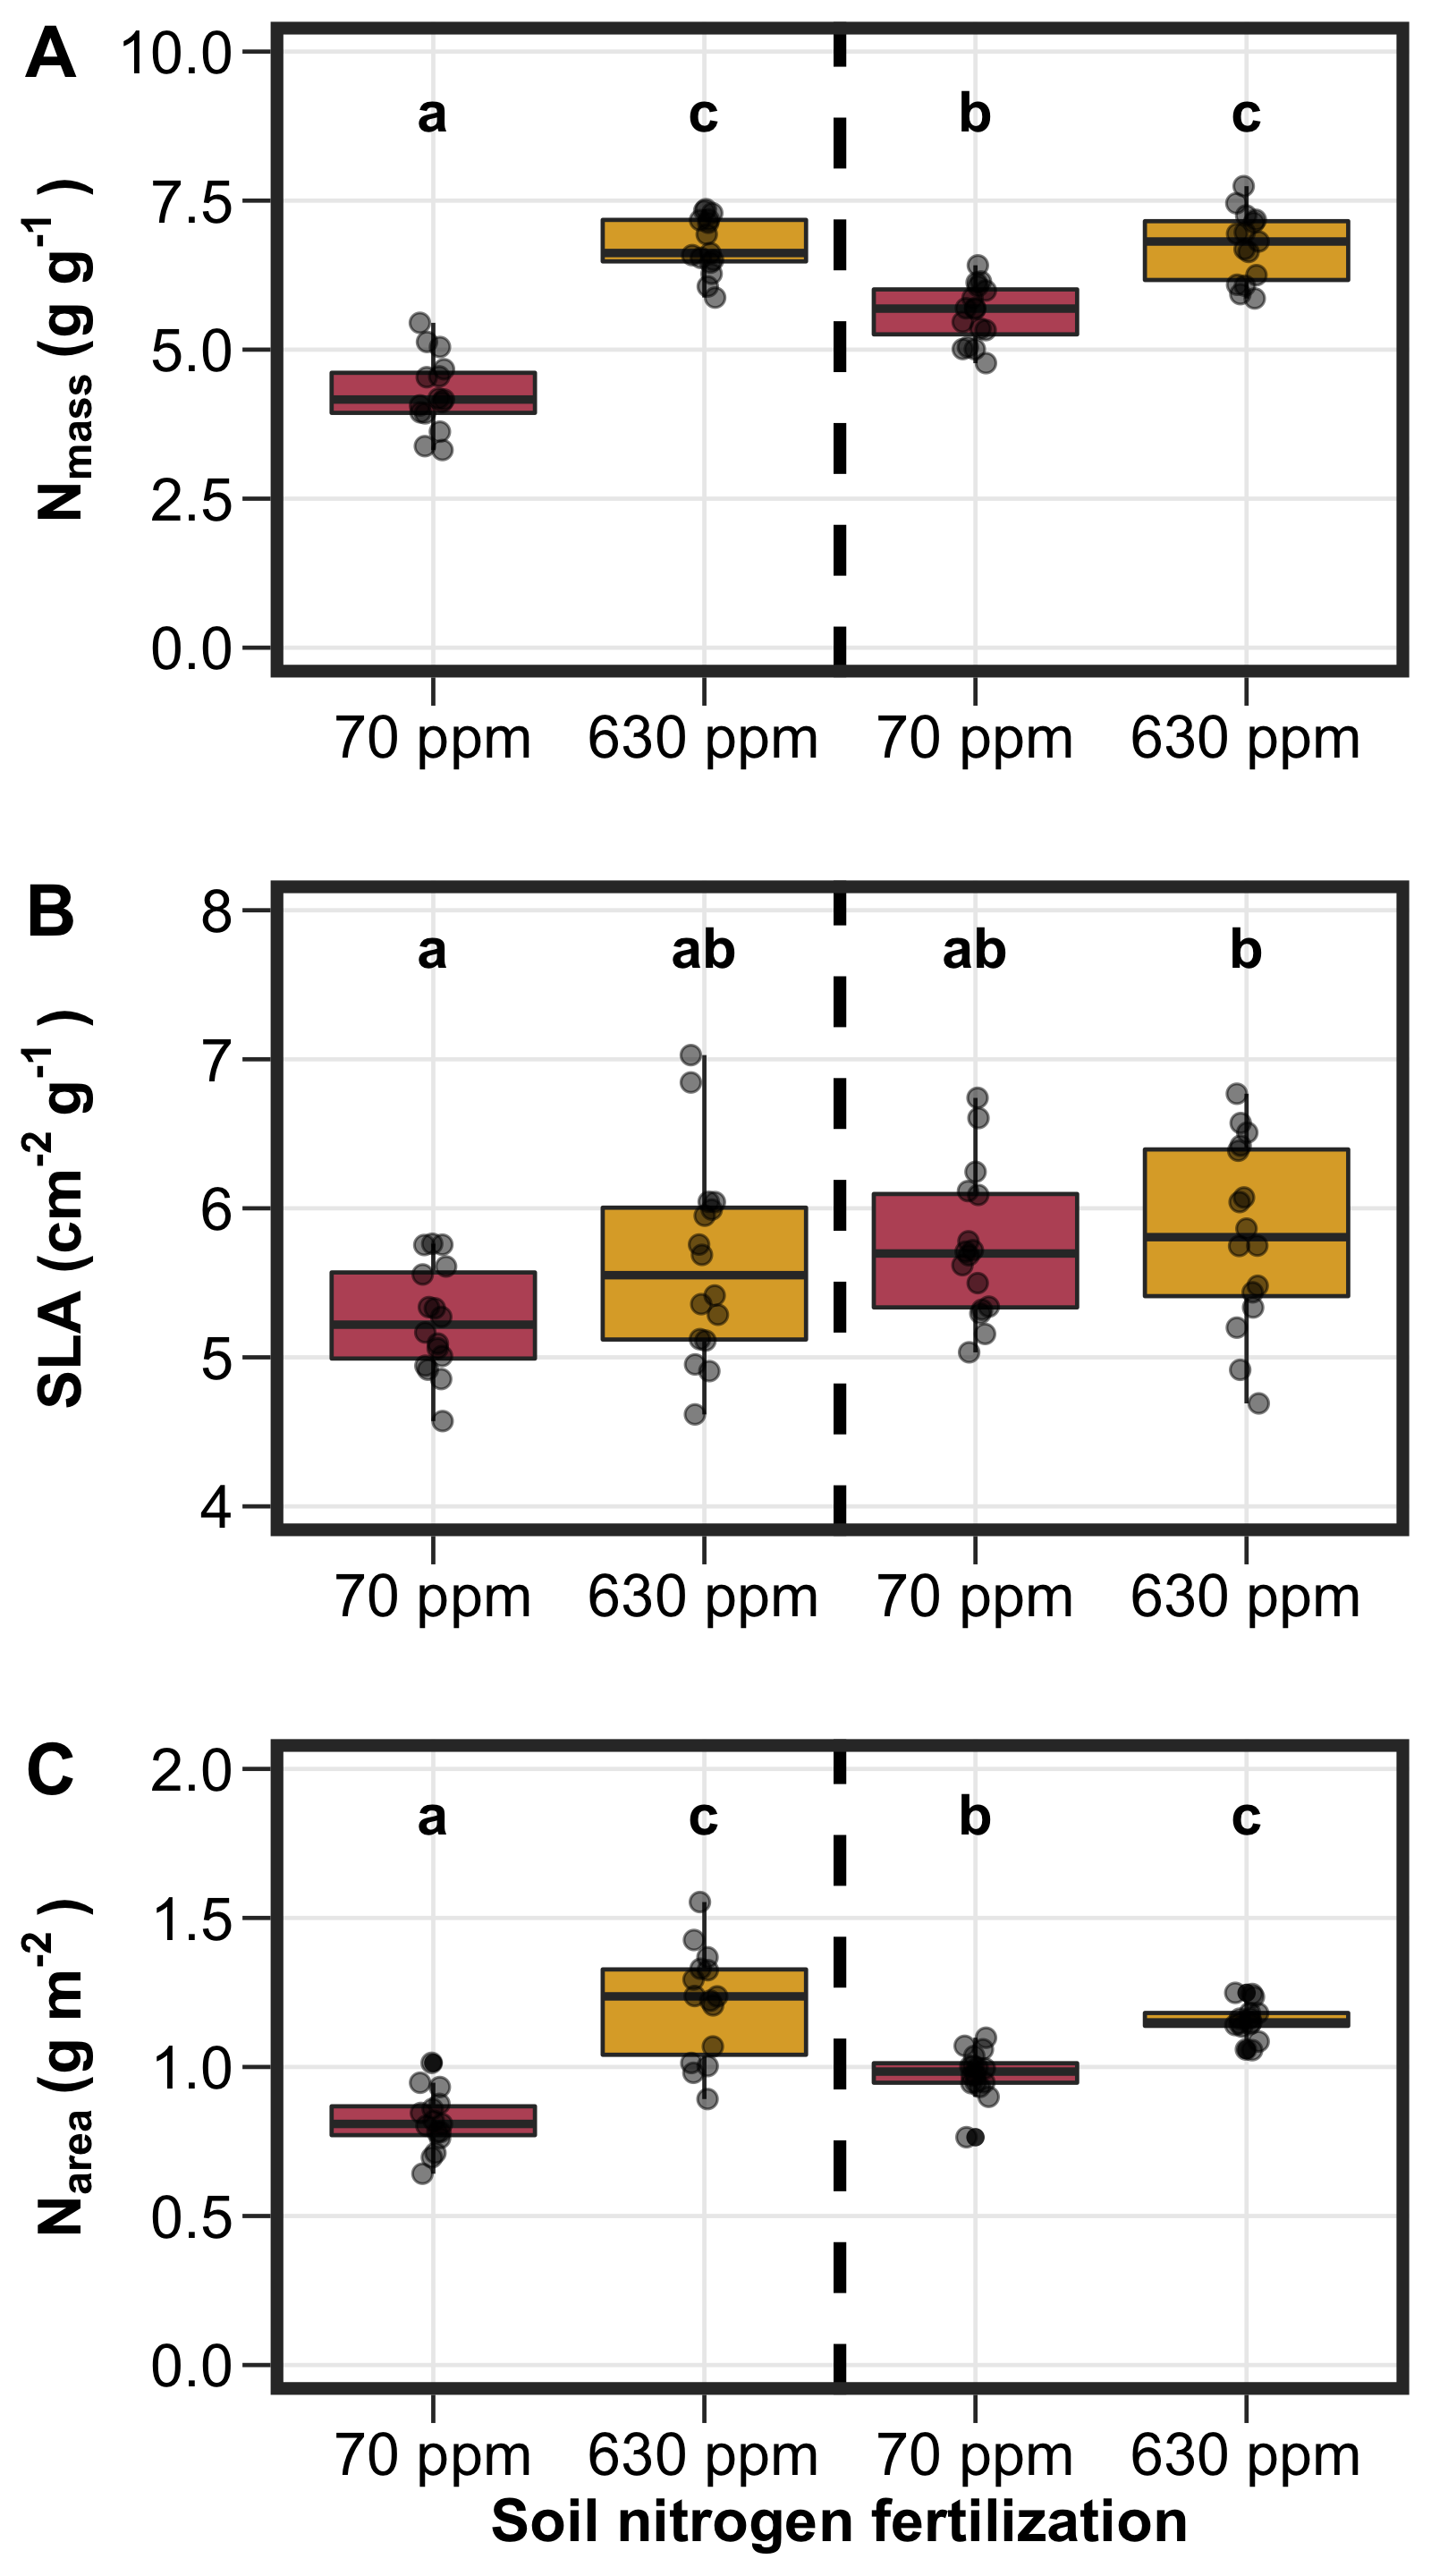 A
10.0
7.5
5.0
2.5
0.0
Nmass (g g-1 )
a c b c
70 ppm 630 ppm 70 ppm 630 ppm
B
8
7
6
5
4
SLA (cm-2 g-1 )
a ab ab b
70 ppm 630 ppm 70 ppm 630 ppm
C
2.0
1.5
1.0
0.5
0.0
Narea (g m-2 )
a c b c
70 ppm 630 ppm 70 ppm 630 ppm
Soil nitrogen fertilization